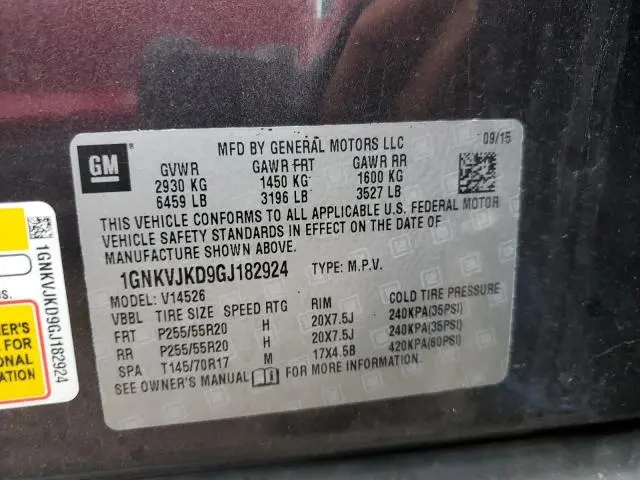 GM
MFD BY GENERAL MOTORS LLC
09/15
GVWR GAWR FRT GAWR RR
2930 KG 1450 KG 1600 KG
6459 LB 3196 LB 3527 LB
THIS VEHICLE CONFORMS TO ALL APPLICABLE U.S. FEDERAL MOTOR
VEHICLE SAFETY STANDARDS IN EFFECT ON THE DATE OF
MANUFACTURE SHOWN ABOVE.
1GNKVJKD9GJ182924 TYPE: M.P.V.
MODEL: V14526
VBBL TIRE SIZE SPEED RTG RIM COLD TIRE PRESSURE
FRT P255/55R20 H 20X7.5J 240KPA(35PSI)
RR P255/55R20 H 20X7.5J 240KPA(35PSI)
SPA T145/70R17 M 17X4.5B 420KPA(60PSI)
SEE OWNER'S MANUAL FOR MORE INFORMATION.
1GNKVJKD9GJ182924
ER'S
FOR
ONAL
ATION